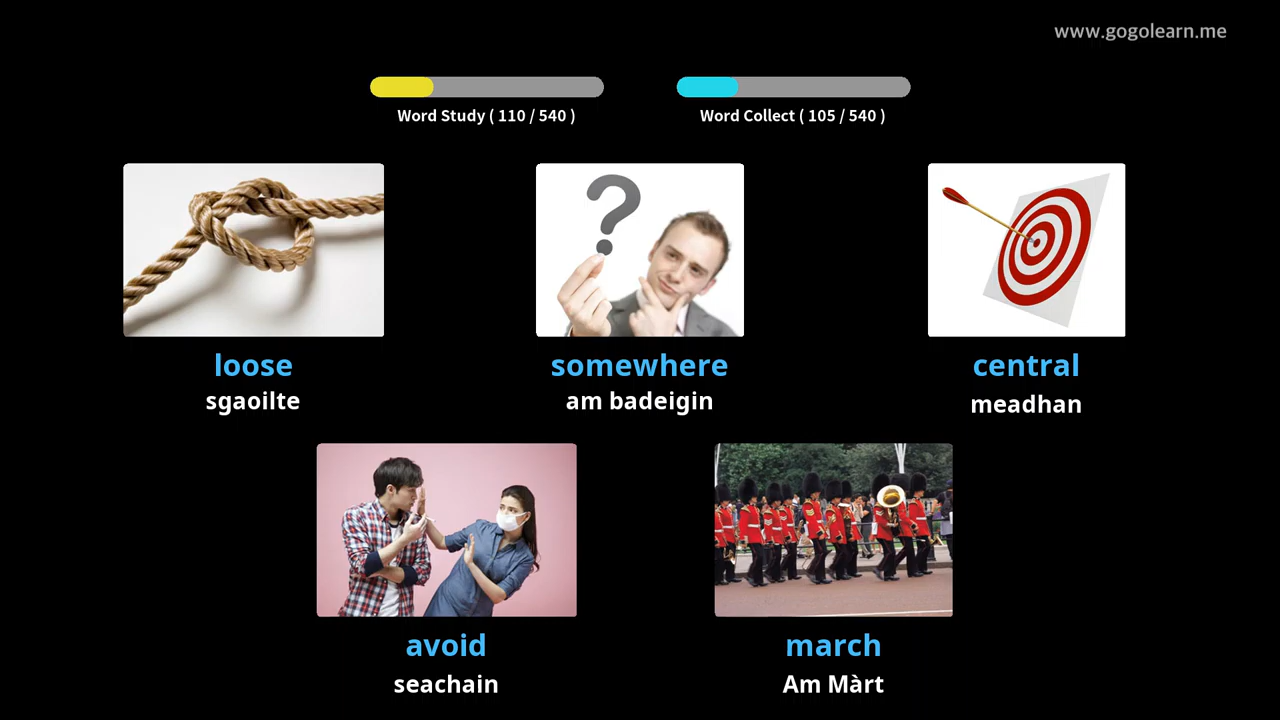 www.gogolearn.me
Word Study ( 110 / 540 )
Word Collect ( 105 / 540 )
loose
sgaoilte
somewhere
am badeigin
central
meadhan
avoid
seachain
march
Am Màrt